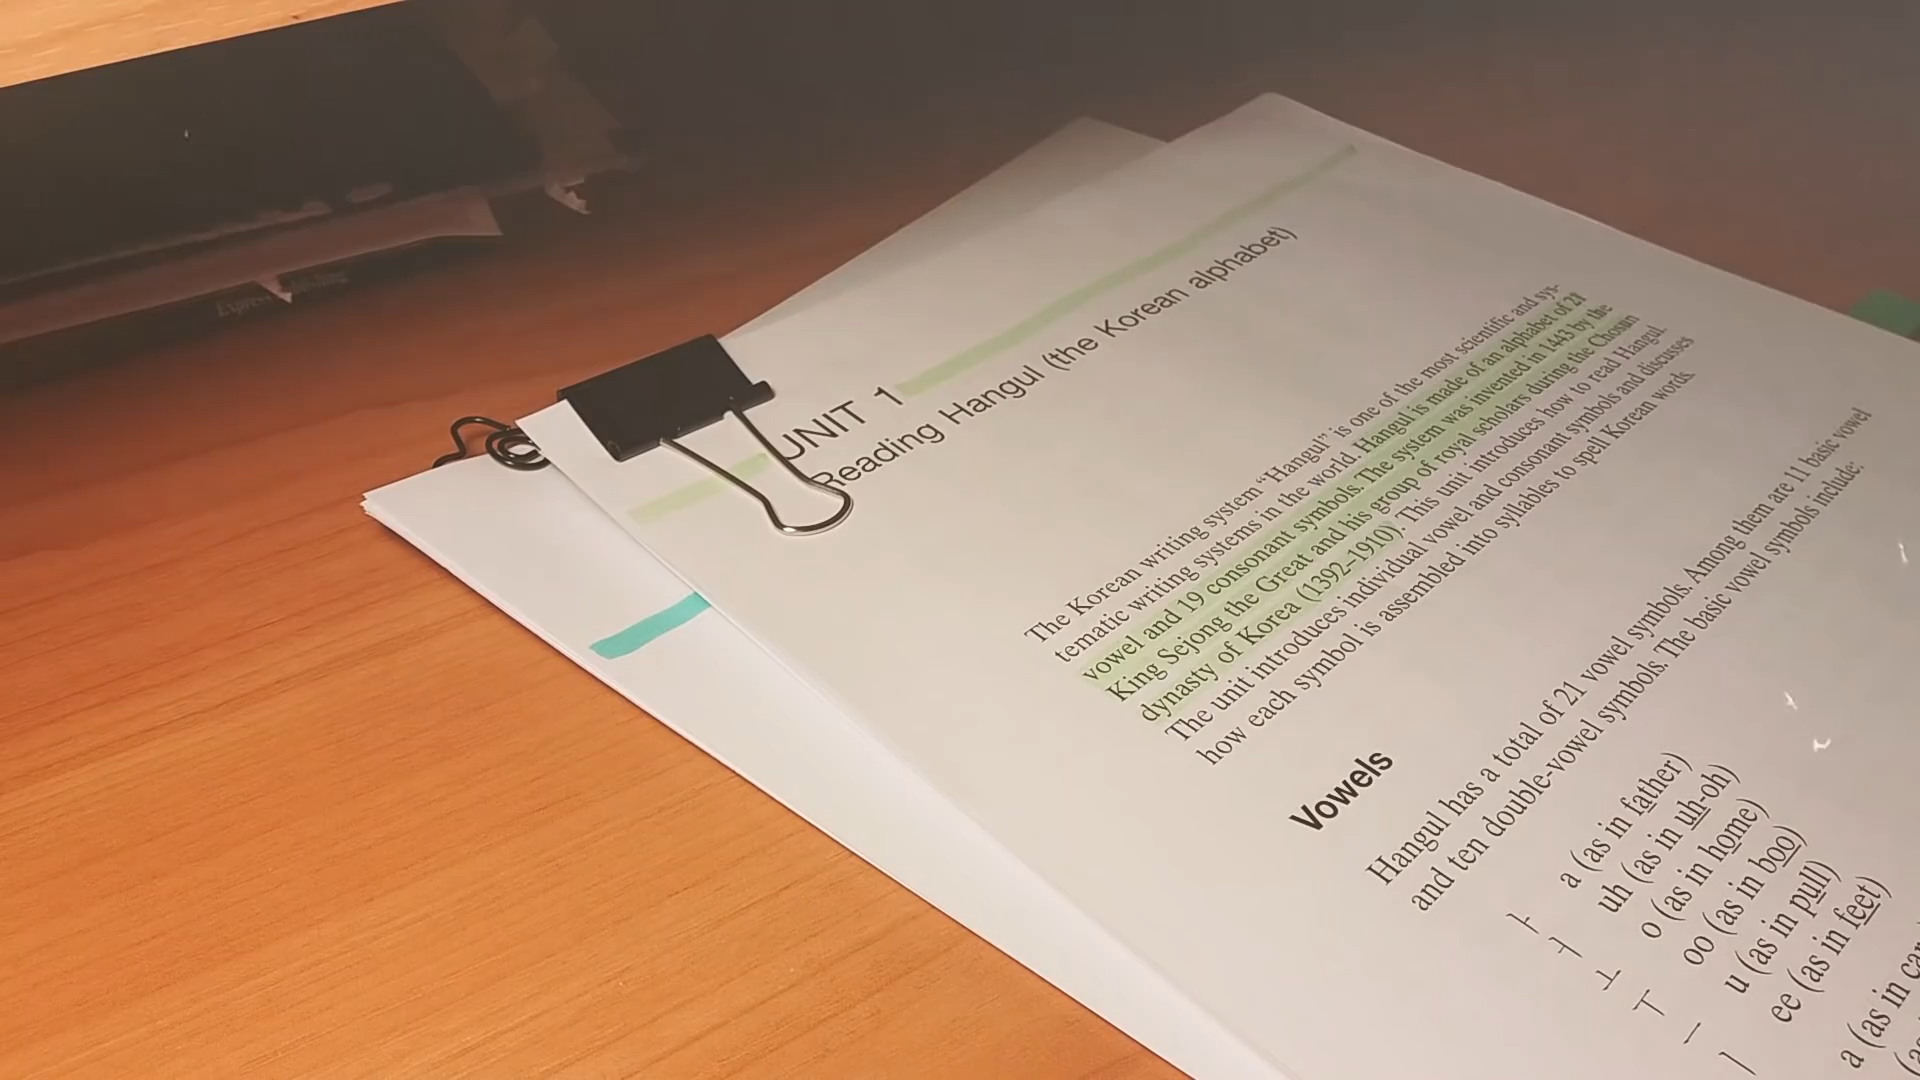 UNIT 1
Reading Hangul (the Korean alphabet)
The Korean writing system “Hangul” is one of the most scientific and sys-
tematic writing systems in the world. Hangul is made of an alphabet of 21
vowel and 19 consonant symbols. The system was invented in 1443 by the
King Sejong the Great and his group of royal scholars during the Chosun
dynasty of Korea (1392–1910). This unit introduces how to read Hangul.
The unit introduces individual vowel and consonant symbols and discusses
how each symbol is assembled into syllables to spell Korean words.
Vowels
Hangul has a total of 21 vowel symbols. Among them are 11 basic vowel
and ten double-vowel symbols. The basic vowel symbols include:
ㅏ a (as in father)
ㅓ uh (as in uh-oh)
ㅗ o (as in home)
ㅜ oo (as in boo)
ㅡ u (as in pull)
ㅣ ee (as in feet)
a (as in
(as